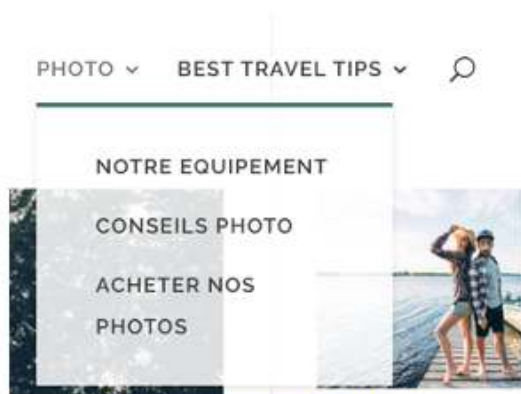 PHOTO BEST TRAVEL TIPS
NOTRE EQUIPEMENT
CONSEILS PHOTO
ACHETER NOS
PHOTOS